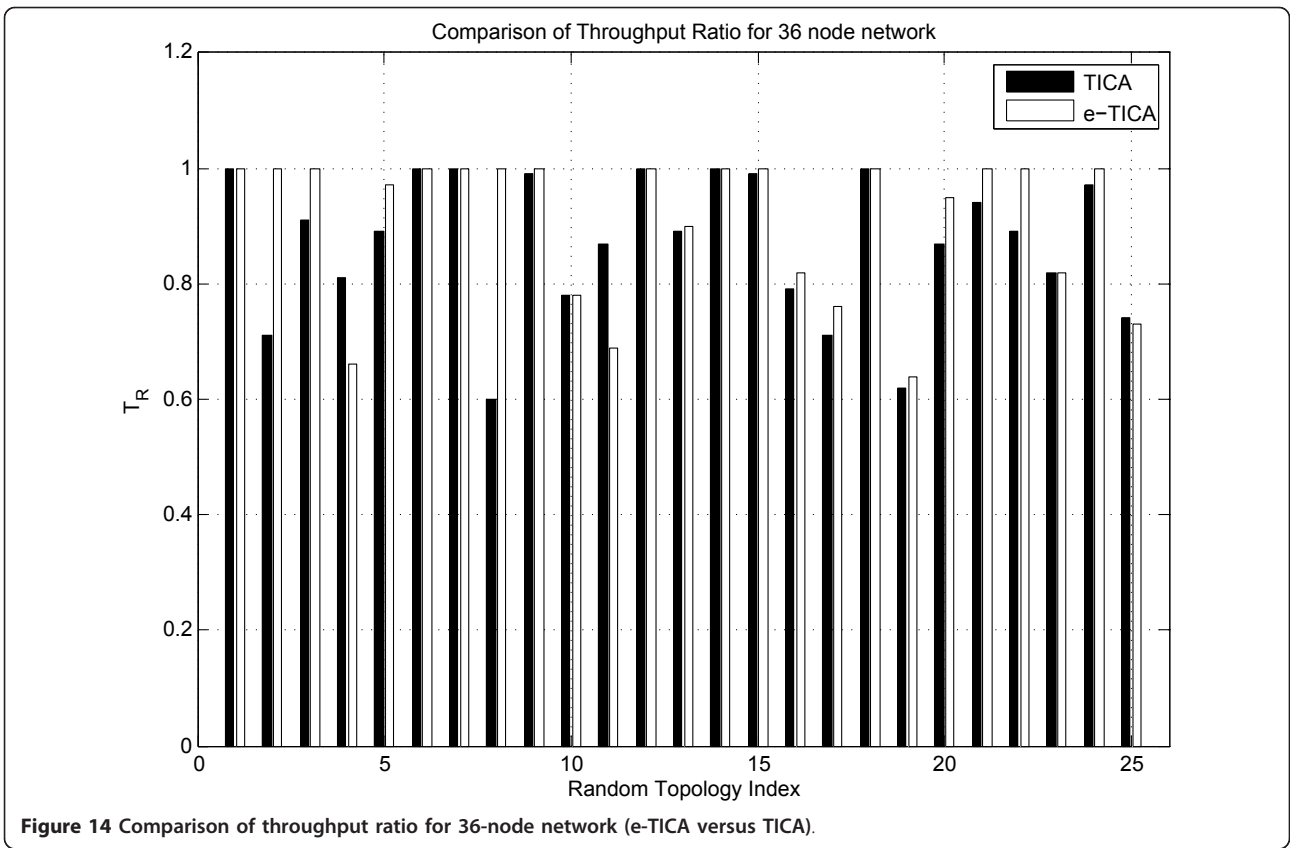 Comparison of Throughput Ratio for 36 node network
1.2
1
0.8
0.6
0.4
0.2
0
T_R
TICA
e−TICA
0 5 10 15 20 25
Random Topology Index
Figure 14 Comparison of throughput ratio for 36-node network (e-TICA versus TICA).